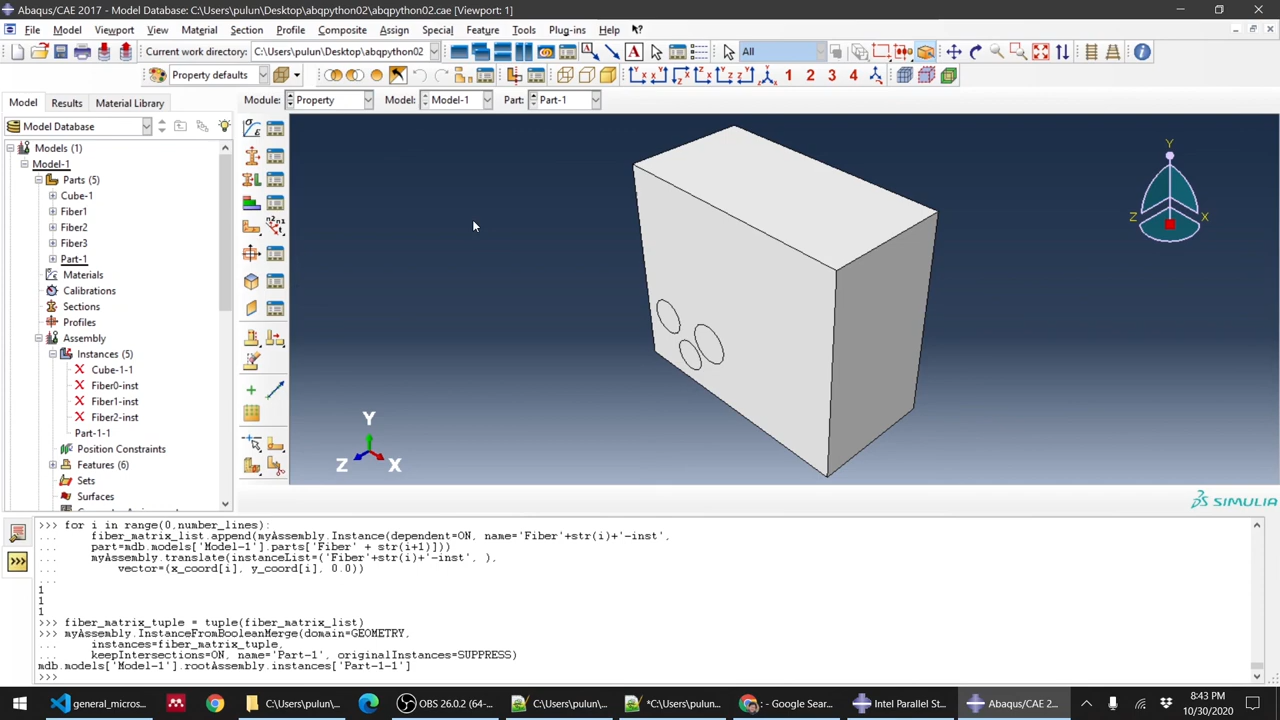 Abaqus/CAE 2017 - Model Database: C:\Users\pulun\Desktop\abqpython02\abqpython02.cae [Viewport: 1]
File Model Viewport View Material Section Profile Composite Assign Special Feature Tools Plug-ins Help
Current work directory: C:\Users\pulun\Desktop\abqpython02
All
Property defaults
1 2 3 4
Model Results Material Library
Module: Property Model: Model-1 Part: Part-1
Model Database
Models (1)
Model-1
Parts (5)
Cube-1
Fiber1
Fiber2
Fiber3
Part-1
Materials
Calibrations
Sections
Profiles
Assembly
Instances (5)
Cube-1-1
Fiber0-inst
Fiber1-inst
Fiber2-inst
Part-1-1
Position Constraints
Features (6)
Sets
Surfaces
Y
Z X
Y
Z X
SIMULIA
>>> for i in range(0,number_lines):
... fiber_matrix_list.append(myAssembly.Instance(dependent=ON, name='Fiber'+str(i)+'-inst',
... part=mdb.models['Model-1'].parts['Fiber' + str(i+1)]))
... myAssembly.translate(instanceList=('Fiber'+str(i)+'-inst', ),
... vector=(x_coord[i], y_coord[i], 0.0))
...
1
1
1
>>> fiber_matrix_tuple = tuple(fiber_matrix_list)
>>> myAssembly.InstanceFromBooleanMerge(domain=GEOMETRY,
... instances=fiber_matrix_tuple,
... keepIntersections=ON, name='Part-1', originalInstances=SUPPRESS)
mdb.models['Model-1'].rootAssembly.instances['Part-1-1']
>>>
general_micros... C:\Users\pulun\... OBS 26.0.2 (64-... C:\Users\pulun\... *C:\Users\pulun... : - Google Sear... Intel Parallel St... Abaqus/CAE 2...
8:43 PM
10/30/2020